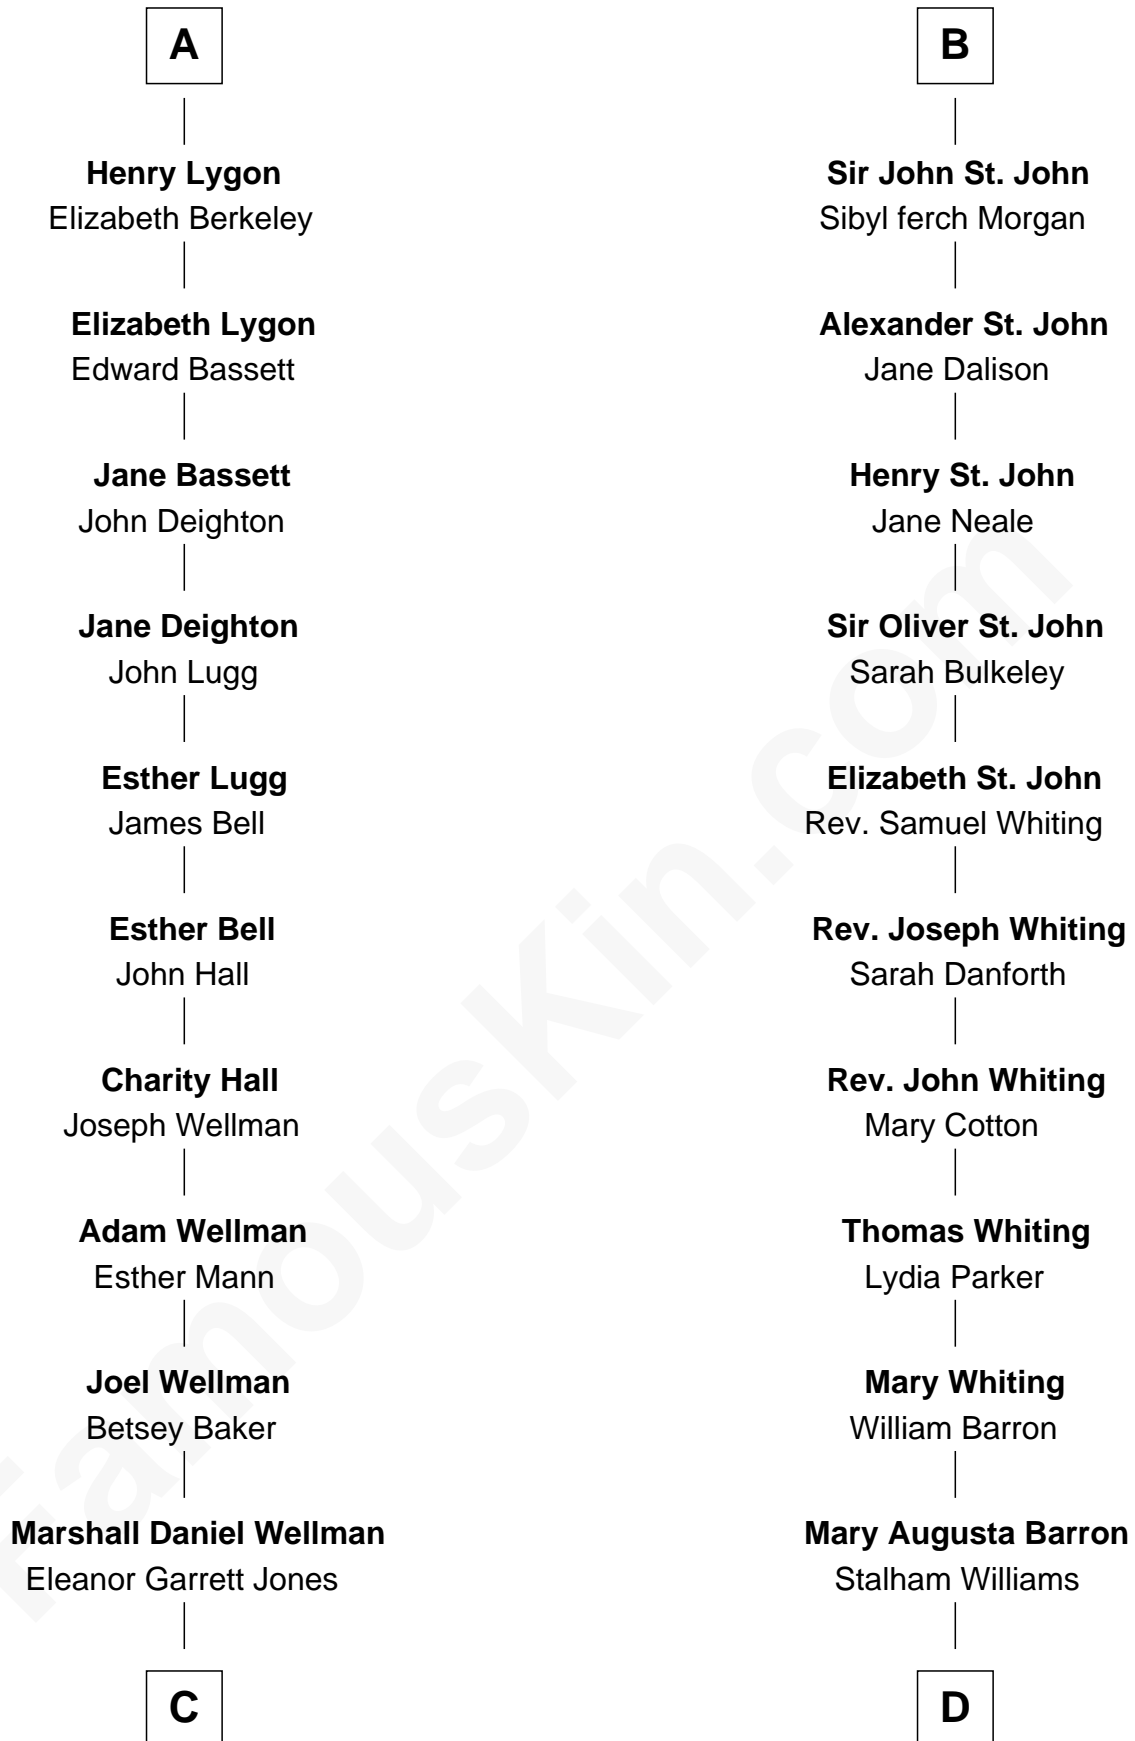 A
Henry Lygon
Elizabeth Berkeley
Elizabeth Lygon
Edward Bassett
Jane Bassett
John Deighton
Jane Deighton
John Lugg
Esther Lugg
James Bell
Esther Bell
John Hall
Charity Hall
Joseph Wellman
Adam Wellman
Esther Mann
Joel Wellman
Betsey Baker
Marshall Daniel Wellman
Eleanor Garrett Jones
C
B
Sir John St. John
Sibyl ferch Morgan
Alexander St. John
Jane Dalison
Henry St. John
Jane Neale
Sir Oliver St. John
Sarah Bulkeley
Elizabeth St. John
Rev. Samuel Whiting
Rev. Joseph Whiting
Sarah Danforth
Rev. John Whiting
Mary Cotton
Thomas Whiting
Lydia Parker
Mary Whiting
William Barron
Mary Augusta Barron
Stalham Williams
D
FamousKin.com